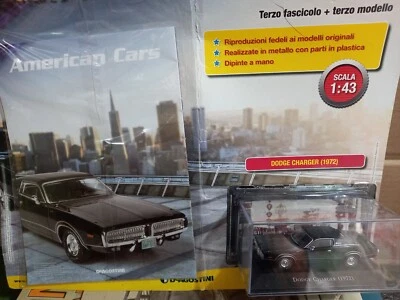 Terzo fascicolo + terzo modello
Riproduzioni fedeli ai modelli originali
Realizzate in metallo con parti in plastica
Dipinte a mano
SCALA
1:43
American Cars
DODGE CHARGER (1972)
DeAGOSTINI
DODGE CHARGER (1972)